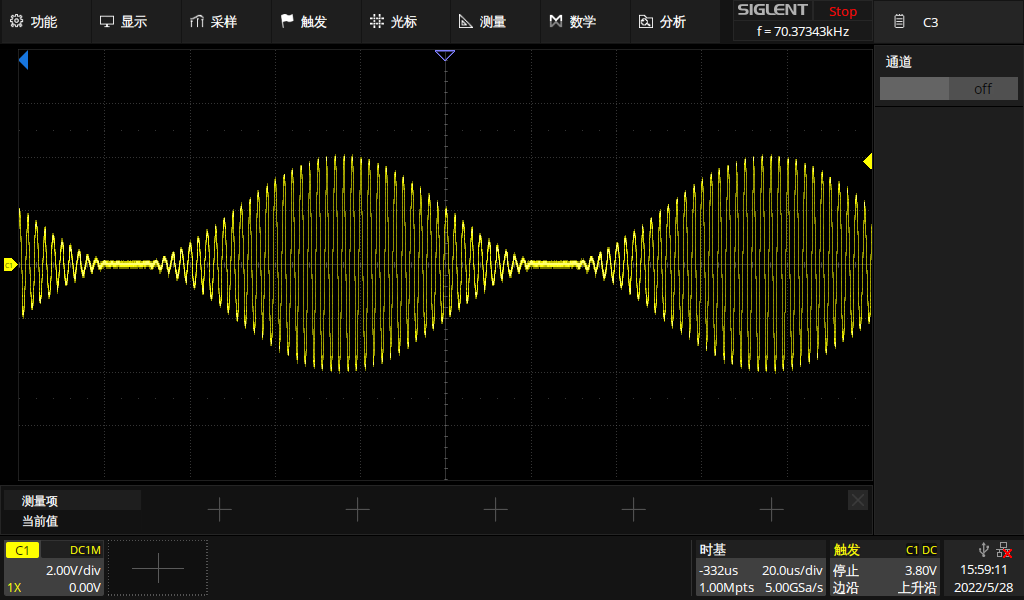 功能 显示 采样 触发 光标 测量 数学 分析 SIGLENT Stop C3
f = 70.37343kHz
通道
off
测量项
当前值
C1 DC1M 时基 触发 C1 DC
2.00V/div -332us 20.0us/div 停止 3.80V 15:59:11
1X 0.00V 1.00Mpts 5.00GSa/s 边沿 上升沿 2022/5/28